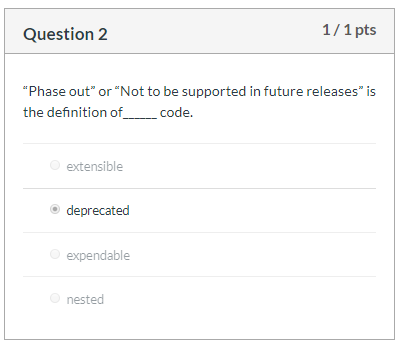 Question 2
1 / 1 pts
“Phase out” or “Not to be supported in future releases” is
the definition of______ code.
extensible
deprecated
expendable
nested